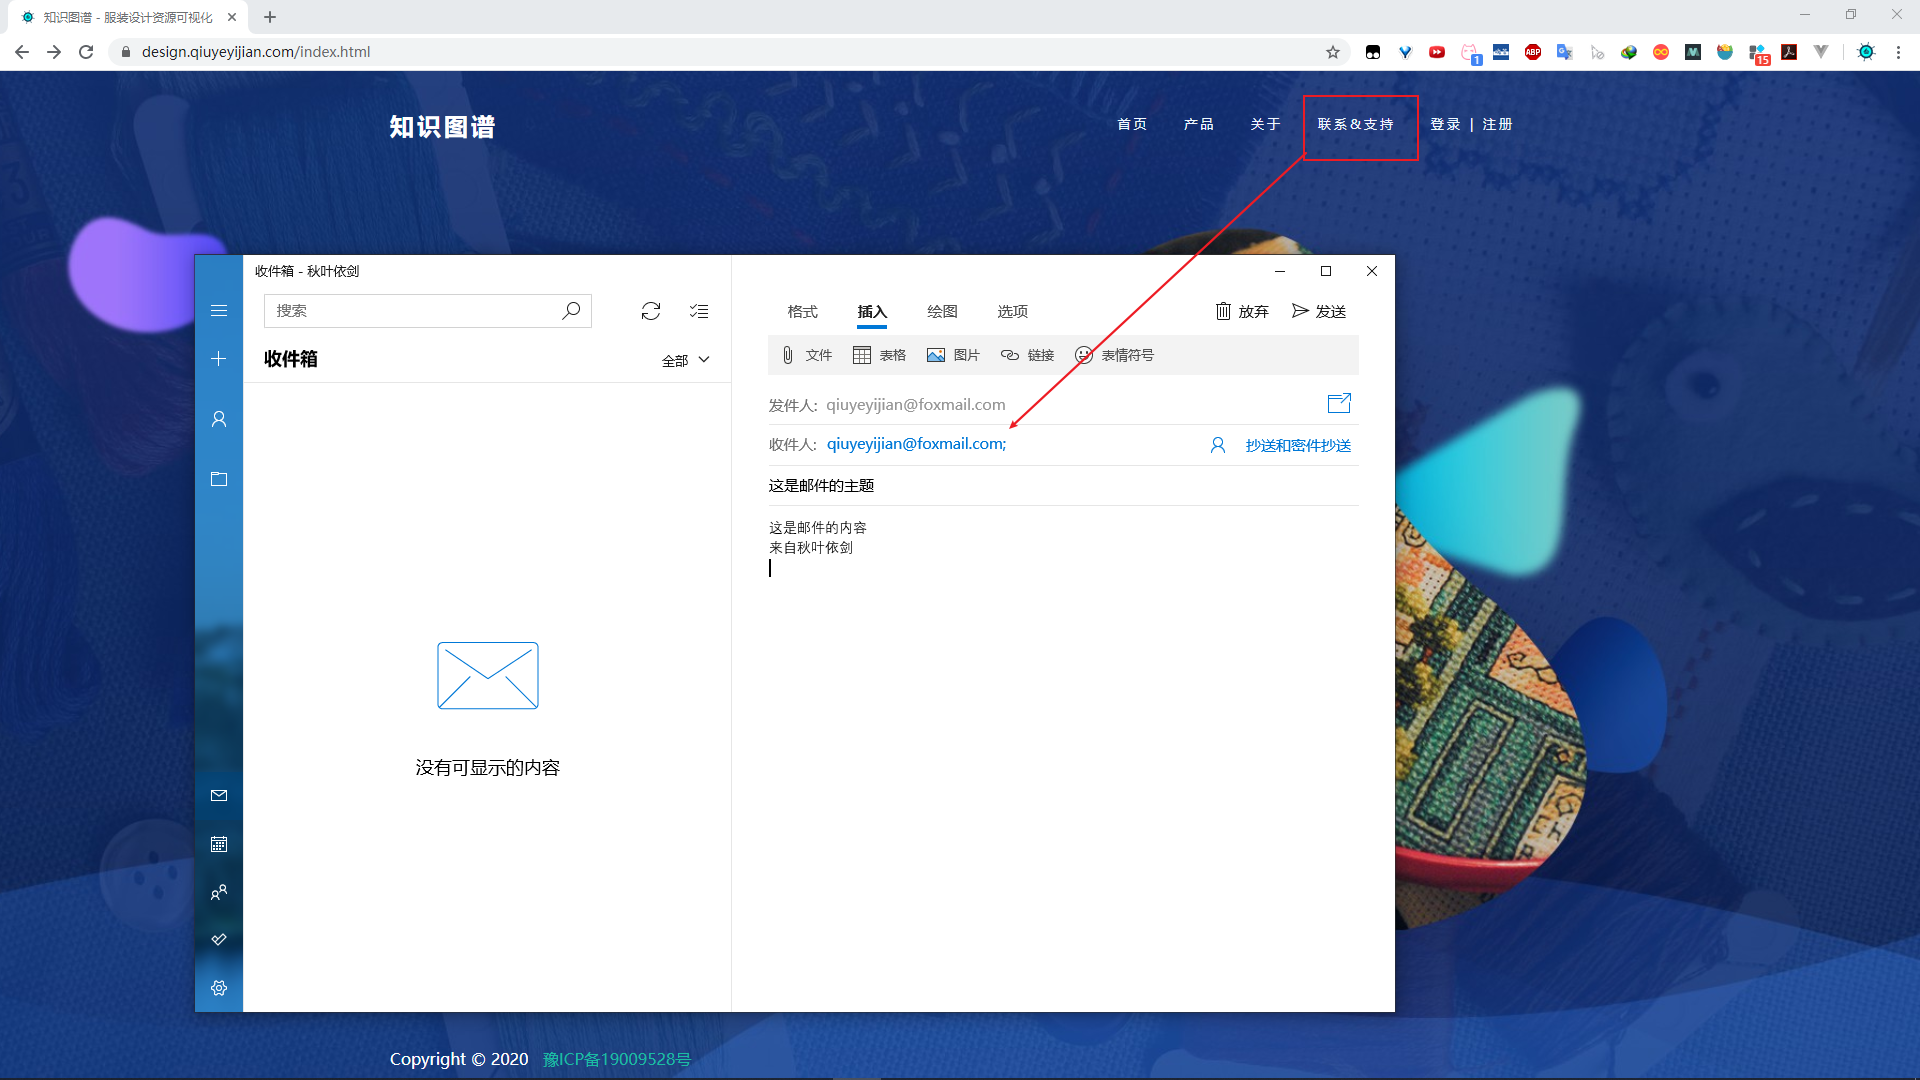 知识图谱 - 服装设计资源可视化
design.qiuyeyijian.com/index.html
1
ABP
15
知识图谱
首页 产品 关于 联系&支持 登录 | 注册
收件箱 - 秋叶依剑
搜索
收件箱
全部
没有可显示的内容
格式 插入 绘图 选项 放弃 发送
文件 表格 图片 链接 表情符号
发件人: qiuyeyijian@foxmail.com
收件人: qiuyeyijian@foxmail.com; 抄送和密件抄送
这是邮件的主题
这是邮件的内容
来自秋叶依剑
Copyright © 2020 豫ICP备19009528号